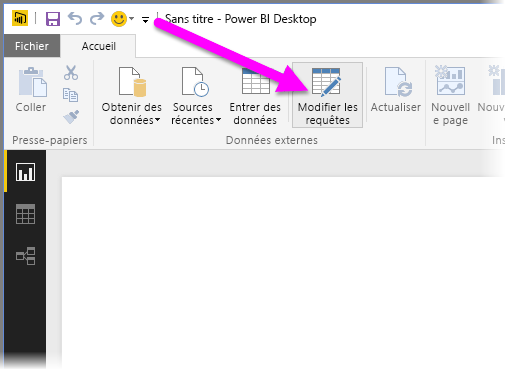 Sans titre - Power BI Desktop
Fichier
Accueil
Coller
Obtenir des
données
Sources
récentes
Entrer des
données
Modifier les
requêtes
Actualiser
Nouvell
e page
Nouv
Presse-papiers
Données externes
Ins